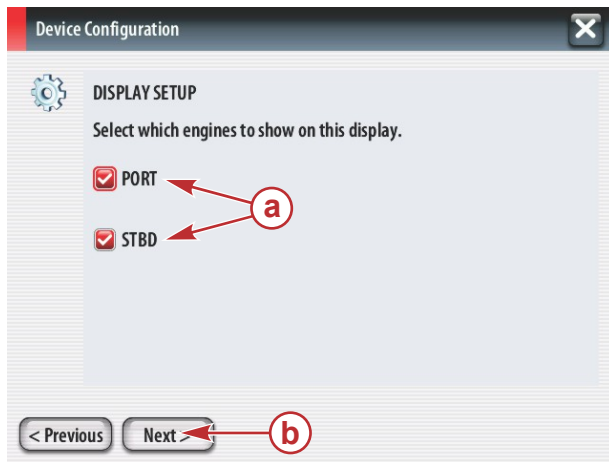 Device Configuration
DISPLAY SETUP
Select which engines to show on this display.
PORT
a
STBD
< Previous
Next >
b